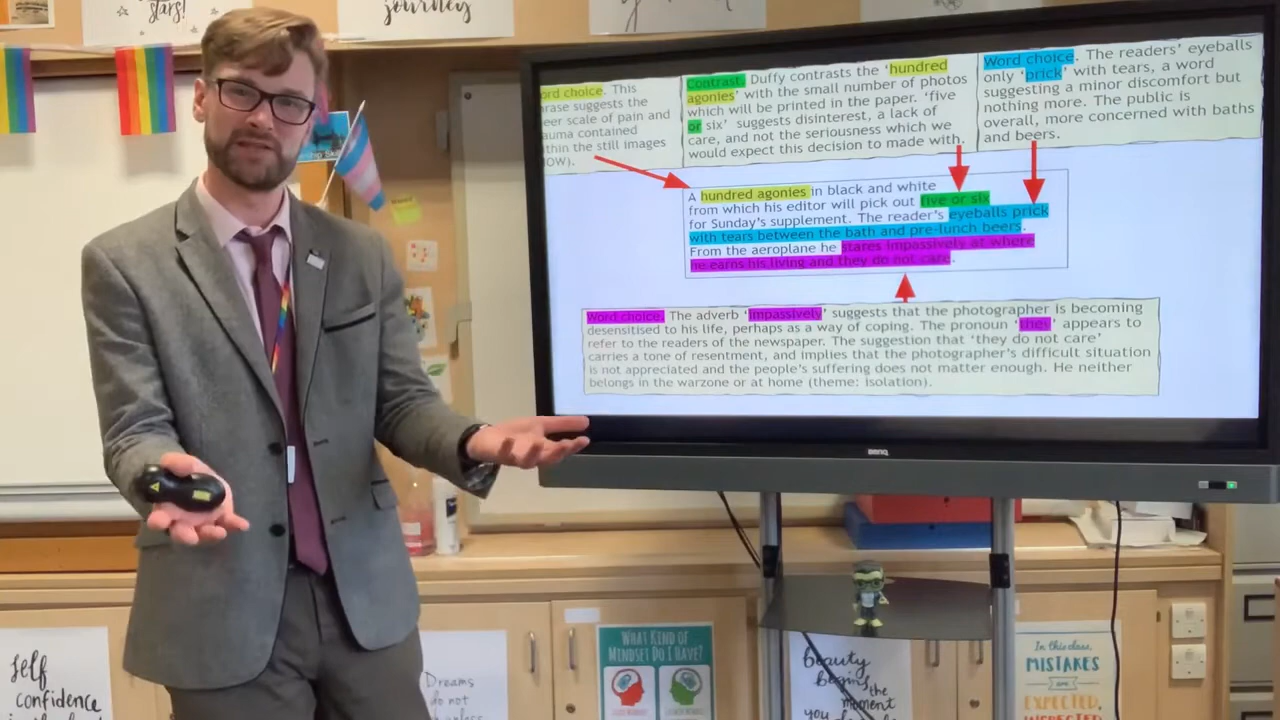 stars!
journey
ord choice. This
rase suggests the
eer scale of pain and
auma contained
thin the still images
OW).
Contrast. Duffy contrasts the 'hundred
agonies' with the small number of photos
which will be printed in the paper. 'five
or six' suggests disinterest, a lack of
care, and not the seriousness which we
would expect this decision to made with.
Word choice. The readers' eyeballs
only 'prick' with tears, a word
suggesting a minor discomfort but
nothing more. The public is
overall, more concerned with baths
and beers.
A hundred agonies in black and white
from which his editor will pick out five or six
for Sunday's supplement. The reader's eyeballs prick
with tears between the bath and pre-lunch beers.
From the aeroplane he stares impassively at where
he earns his living and they do not care.
Word choice. The adverb 'impassively' suggests that the photographer is becoming
desensitised to his life, perhaps as a way of coping. The pronoun 'they' appears to
refer to the readers of the newspaper. The suggestion that 'they do not care'
carries a tone of resentment, and implies that the photographer's difficult situation
is not appreciated and the people's suffering does not matter enough. He neither
belongs in the warzone or at home (theme: isolation).
BenQ
Self
confidence
Dreams
do not
WHAT KIND OF
MINDSET DO I HAVE?
beauty
begins the
moment
you
In this class,
MISTAKES
are
EXPECTED,
INSPECTED